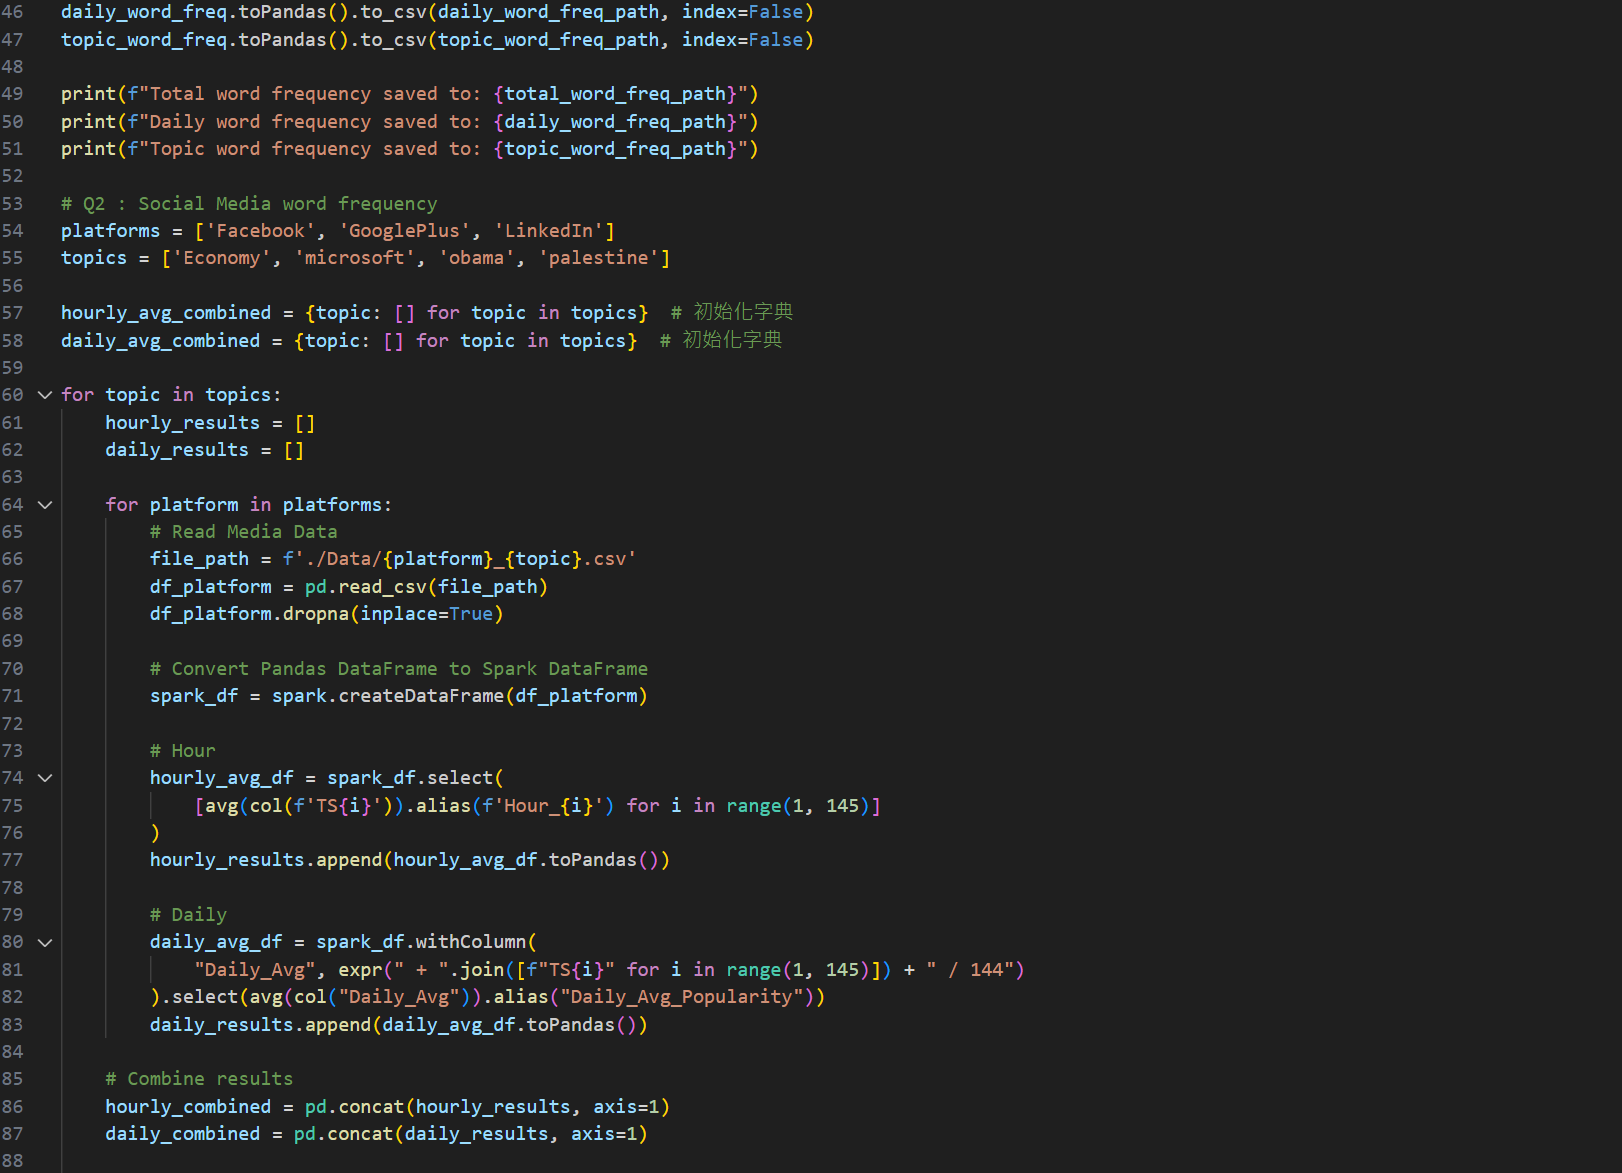 46 daily_word_freq.toPandas().to_csv(daily_word_freq_path, index=False)
47 topic_word_freq.toPandas().to_csv(topic_word_freq_path, index=False)
48
49 print(f"Total word frequency saved to: {total_word_freq_path}")
50 print(f"Daily word frequency saved to: {daily_word_freq_path}")
51 print(f"Topic word frequency saved to: {topic_word_freq_path}")
52
53 # Q2 : Social Media word frequency
54 platforms = ['Facebook', 'GooglePlus', 'LinkedIn']
55 topics = ['Economy', 'microsoft', 'obama', 'palestine']
56
57 hourly_avg_combined = {topic: [] for topic in topics}  # 初始化字典
58 daily_avg_combined = {topic: [] for topic in topics}  # 初始化字典
59
60 for topic in topics:
61     hourly_results = []
62     daily_results = []
63
64     for platform in platforms:
65         # Read Media Data
66         file_path = f'./Data/{platform}_{topic}.csv'
67         df_platform = pd.read_csv(file_path)
68         df_platform.dropna(inplace=True)
69
70         # Convert Pandas DataFrame to Spark DataFrame
71         spark_df = spark.createDataFrame(df_platform)
72
73         # Hour
74         hourly_avg_df = spark_df.select(
75             [avg(col(f'TS{i}')).alias(f'Hour_{i}') for i in range(1, 145)]
76         )
77         hourly_results.append(hourly_avg_df.toPandas())
78
79         # Daily
80         daily_avg_df = spark_df.withColumn(
81             "Daily_Avg", expr(" + ".join([f"TS{i}" for i in range(1, 145)]) + " / 144")
82         ).select(avg(col("Daily_Avg")).alias("Daily_Avg_Popularity"))
83         daily_results.append(daily_avg_df.toPandas())
84
85     # Combine results
86     hourly_combined = pd.concat(hourly_results, axis=1)
87     daily_combined = pd.concat(daily_results, axis=1)
88